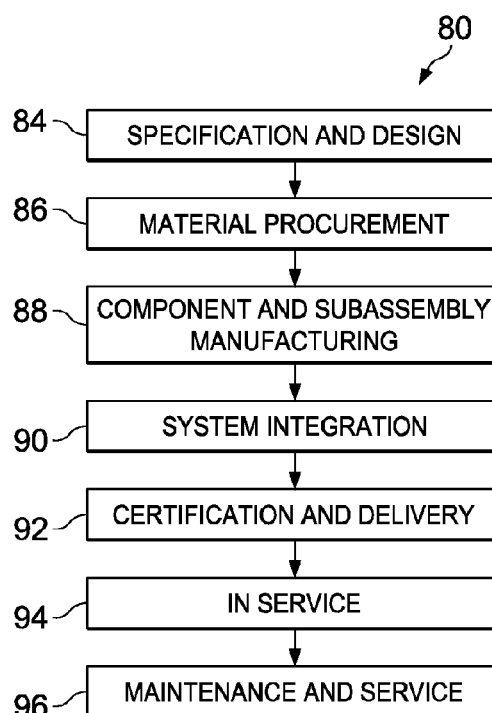 80
84 SPECIFICATION AND DESIGN
86 MATERIAL PROCUREMENT
88 COMPONENT AND SUBASSEMBLY
MANUFACTURING
90 SYSTEM INTEGRATION
92 CERTIFICATION AND DELIVERY
94 IN SERVICE
96 MAINTENANCE AND SERVICE